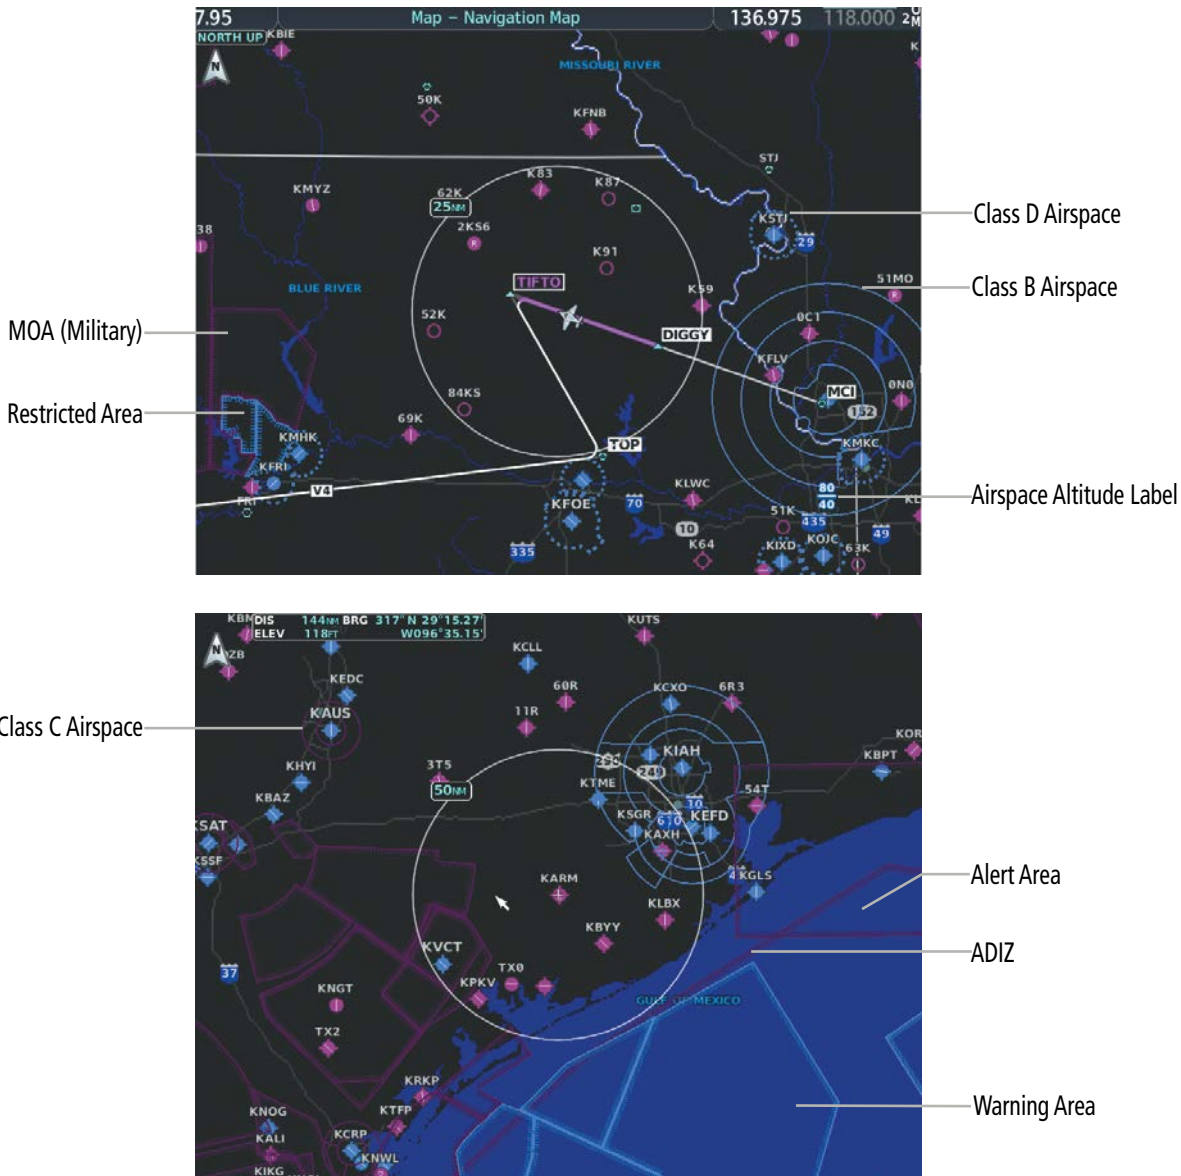 7.95
Map – Navigation Map
136.975 118.000
NORTH UP
KBIE
N
MISSOURI RIVER
50K
KFNB
STJ
KMYZ
62K
K83
K87
25NM
KSTJ
Class D Airspace
38
2KS6
R
29
K91
TIFTO
51MO
R
Class B Airspace
BLUE RIVER
K59
MOA (Military)
52K
DIGGY
0C1
KFLV
84KS
MCI
0N0
Restricted Area
69K
152
KMHK
TOP
KMKC
KFRI
V4
KLWC
80
40
Airspace Altitude Label
FRI
KFOE
70
51K
435
10
49
335
K64
KIXD
KOJC
63K
DIS 144NM BRG 317° N 29°15.27'
ELEV 118FT W096°35.15'
KUTS
N
KCLL
KEDC
60R
KCXO
6R3
Class C Airspace
KAUS
11R
KOR
KIAH
KBPT
KHYI
3T5
249
50NM
KTME
KBAZ
54T
10
KSAT
KSGR
610
KEFD
KAXH
KSSF
KARM
KGLS
Alert Area
KLBX
KBYY
KVCT
ADIZ
37
TX0
KPKV
KNGT
GULF OF MEXICO
TX2
KRKP
Warning Area
KNOG
KTFP
KCRP
KALI
KNWL
KIKG